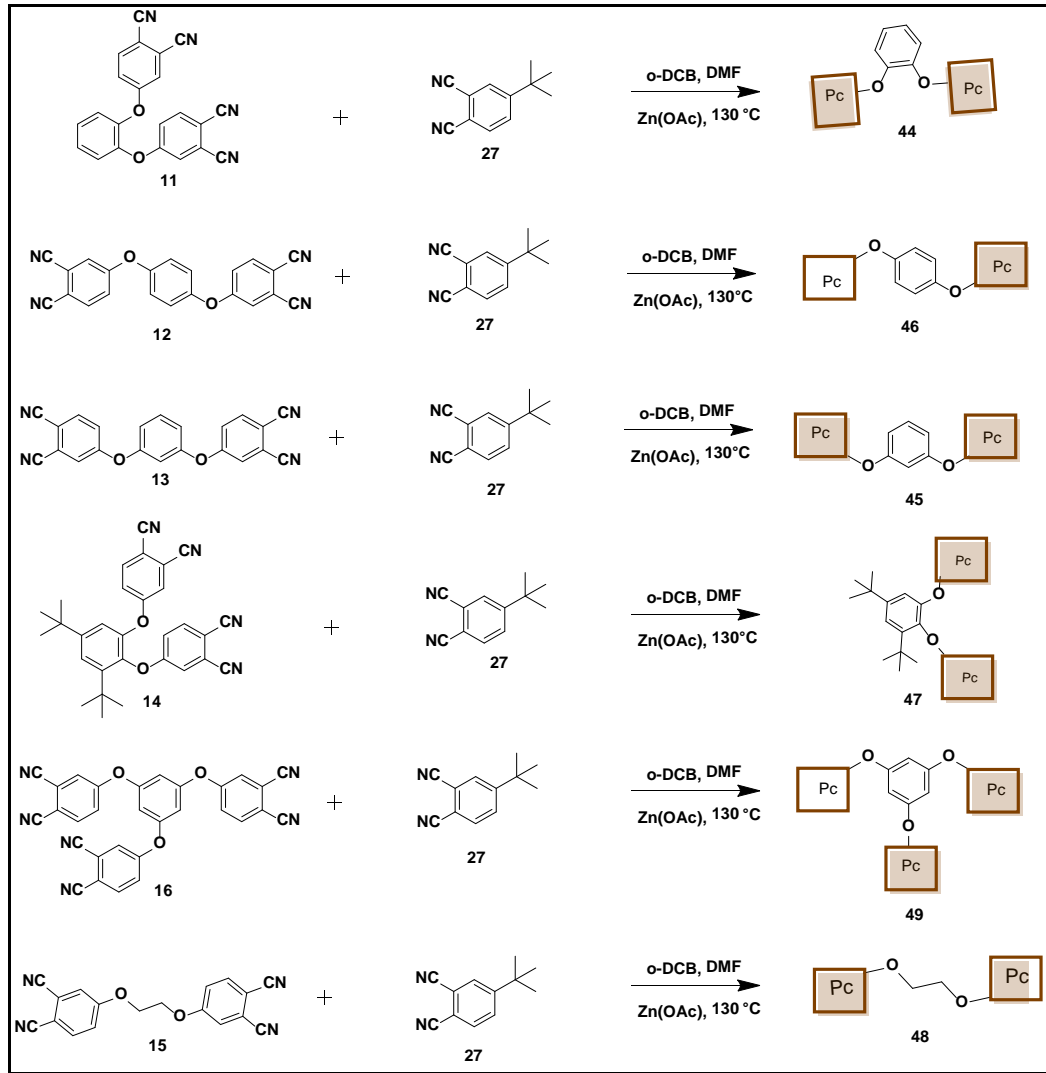 CN
CN
O
CN
O
CN
11
+
NC
NC
27
o-DCB, DMF
Zn(OAc), 130 °C
Pc
O
O
Pc
44
NC
NC
O
O
CN
CN
12
+
NC
NC
27
o-DCB, DMF
Zn(OAc), 130°C
Pc
O
O
Pc
46
NC
NC
O
O
CN
CN
13
+
NC
NC
27
o-DCB, DMF
Zn(OAc), 130°C
Pc
O
O
Pc
45
CN
CN
O
O
CN
CN
14
+
NC
NC
27
o-DCB, DMF
Zn(OAc), 130°C
Pc
O
O
Pc
47
NC
NC
O
O
CN
CN
O
NC
NC
16
+
NC
NC
27
o-DCB, DMF
Zn(OAc), 130 °C
Pc
O
O
Pc
O
Pc
49
NC
NC
O
O
CN
CN
15
+
NC
NC
27
o-DCB, DMF
Zn(OAc), 130 °C
Pc
O
O
Pc
48